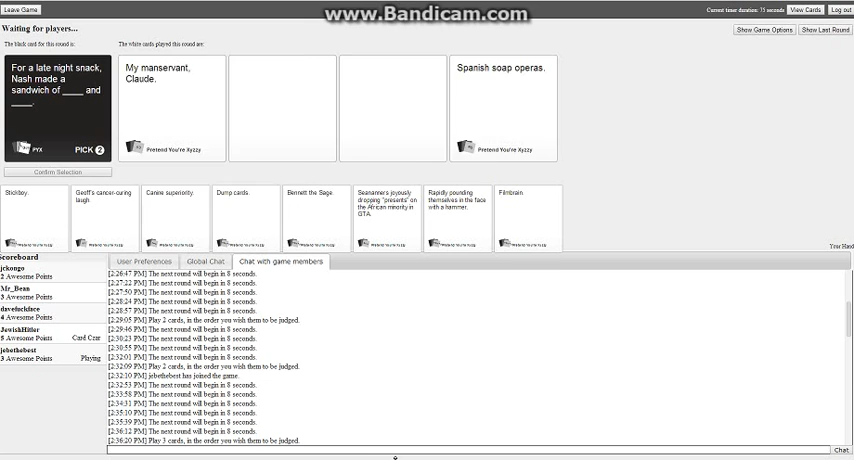 www.Bandicam.com
Leave Game
Current timer duration: 75 seconds
View Cards
Log out
Waiting for players...
Show Game Options
Show Last Round
The black card for this round is:
The white cards played this round are:
For a late night snack,
Nash made a
sandwich of ____ and
____.
PYX
PICK 2
My manservant,
Claude.
Pretend You're Xyzzy
Spanish soap operas.
Pretend You're Xyzzy
Confirm Selection
Stickboy.
Geoff's cancer-curing
laugh
Canine superiority.
Dump cards.
Bennett the Sage.
Seananners joyously
dropping "presents" on
the African minority in
GTA.
Rapidly pounding
themselves in the face
with a hammer.
Filmbrain.
Your Hand
Scoreboard
jckongo
2 Awesome Points
Mr_Bean
3 Awesome Points
davefuckface
4 Awesome Points
JewishHitler
5 Awesome Points
Card Czar
jebethebest
3 Awesome Points
Playing
User Preferences
Global Chat
Chat with game members
[2:26:47 PM] The next round will begin in 8 seconds.
[2:27:22 PM] The next round will begin in 8 seconds.
[2:27:50 PM] The next round will begin in 8 seconds.
[2:28:24 PM] The next round will begin in 8 seconds.
[2:28:57 PM] The next round will begin in 8 seconds.
[2:29:05 PM] Play 2 cards, in the order you wish them to be judged.
[2:29:46 PM] The next round will begin in 8 seconds.
[2:30:23 PM] The next round will begin in 8 seconds.
[2:30:55 PM] The next round will begin in 8 seconds.
[2:32:01 PM] The next round will begin in 8 seconds.
[2:32:09 PM] Play 2 cards, in the order you wish them to be judged.
[2:32:10 PM] jebethebest has joined the game.
[2:32:53 PM] The next round will begin in 8 seconds.
[2:33:58 PM] The next round will begin in 8 seconds.
[2:34:31 PM] The next round will begin in 8 seconds.
[2:35:10 PM] The next round will begin in 8 seconds.
[2:35:39 PM] The next round will begin in 8 seconds.
[2:36:12 PM] The next round will begin in 8 seconds.
[2:36:20 PM] Play 3 cards, in the order you wish them to be judged.
Chat